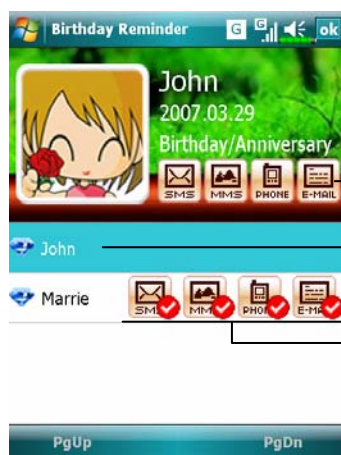 Birthday Reminder G G ok
John
2007.03.29
Birthday/Anniversary
SMS MMS PHONE E-MAIL
John
Marrie
PgUp PgDn